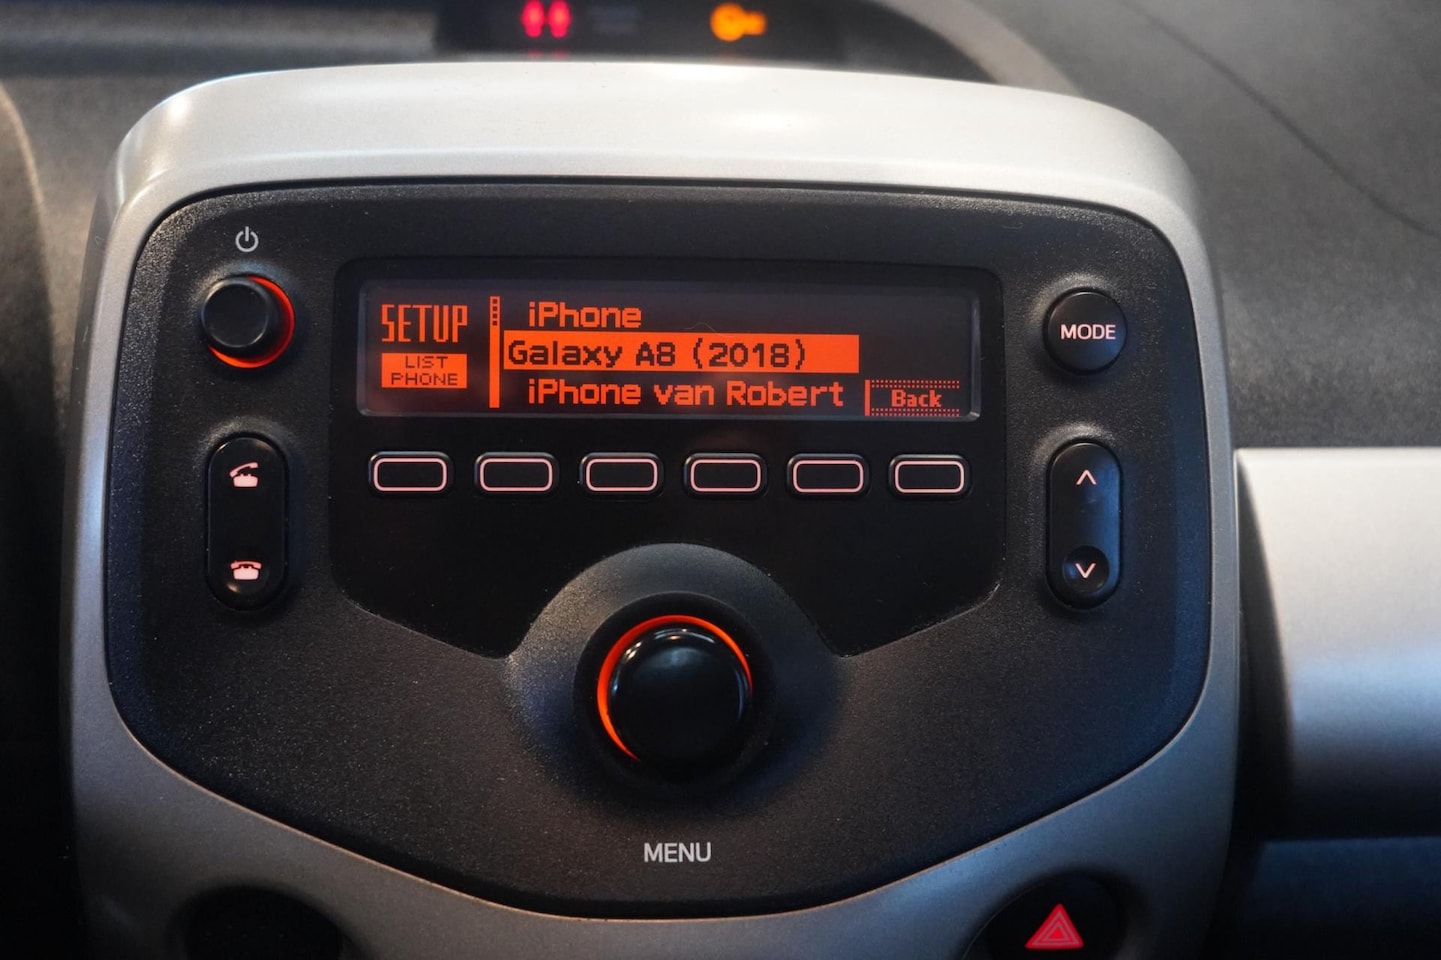 SETUP
LIST
PHONE
iPhone
Galaxy A8 (2018)
iPhone van Robert
Back
MODE
MENU